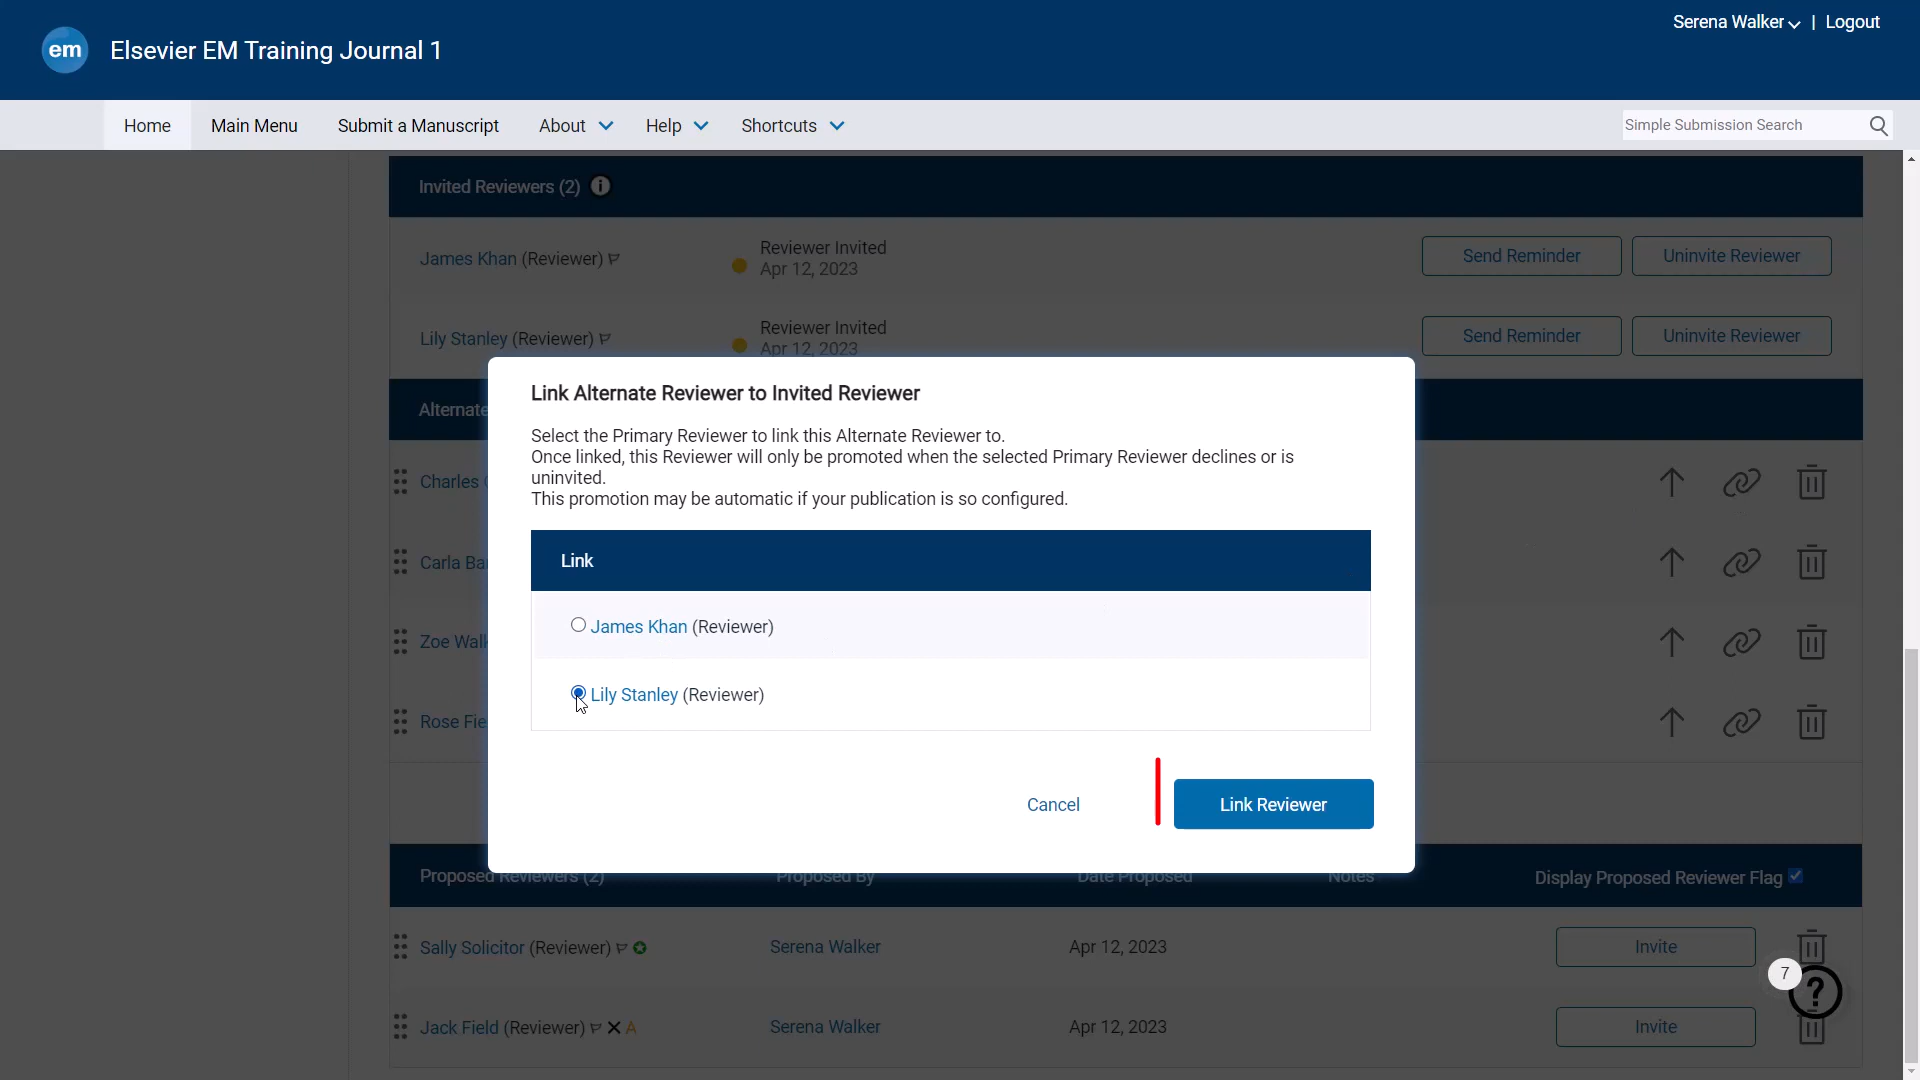 Serena Walker | Logout
em Elsevier EM Training Journal 1
Home Main Menu Submit a Manuscript About Help Shortcuts Simple Submission Search
Invited Reviewers (2) i
James Khan (Reviewer) Reviewer Invited Send Reminder Uninvite Reviewer
Apr 12, 2023
Lily Stanley (Reviewer) Reviewer Invited Send Reminder Uninvite Reviewer
Apr 12, 2023
Link Alternate Reviewer to Invited Reviewer
Alternate
Select the Primary Reviewer to link this Alternate Reviewer to.
Once linked, this Reviewer will only be promoted when the selected Primary Reviewer declines or is
uninvited.
This promotion may be automatic if your publication is so configured.
Charles
Link
Carla Ba
James Khan (Reviewer)
Zoe Walk
Lily Stanley (Reviewer)
Rose Fie
Cancel Link Reviewer
Proposed Reviewers (2) Proposed By Date Proposed Notes Display Proposed Reviewer Flag
Sally Solicitor (Reviewer) Serena Walker Apr 12, 2023 Invite
7
?
Jack Field (Reviewer) X A Serena Walker Apr 12, 2023 Invite